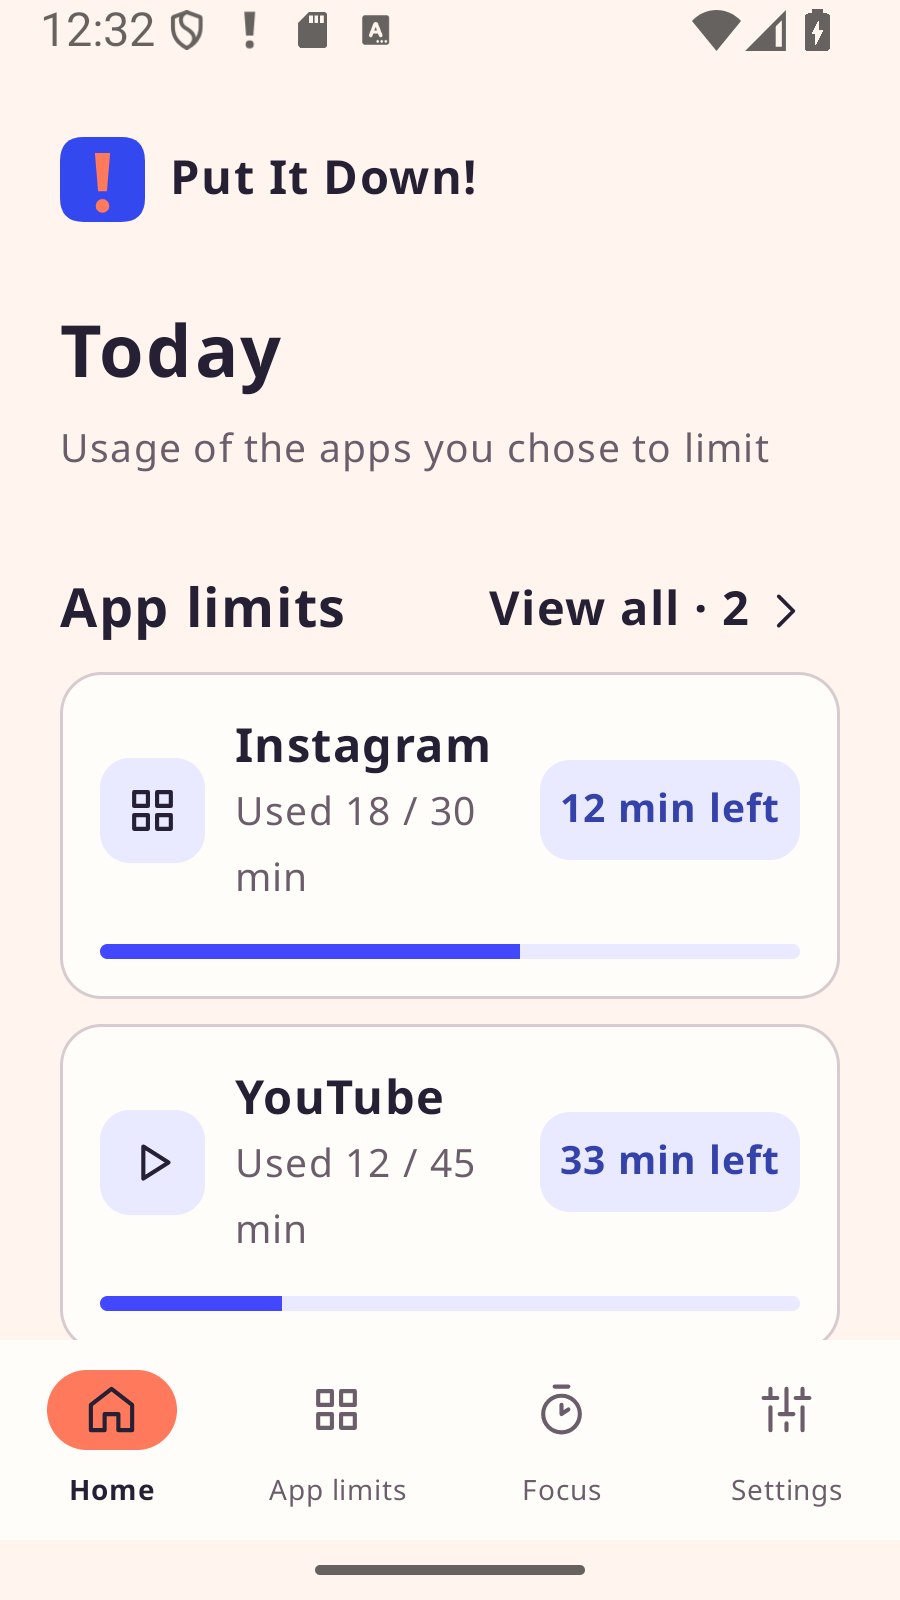 12:32
Put It Down!
Today
Usage of the apps you chose to limit
App limits
View all · 2
Instagram
Used 18 / 30
min
12 min left
YouTube
Used 12 / 45
min
33 min left
Home
App limits
Focus
Settings